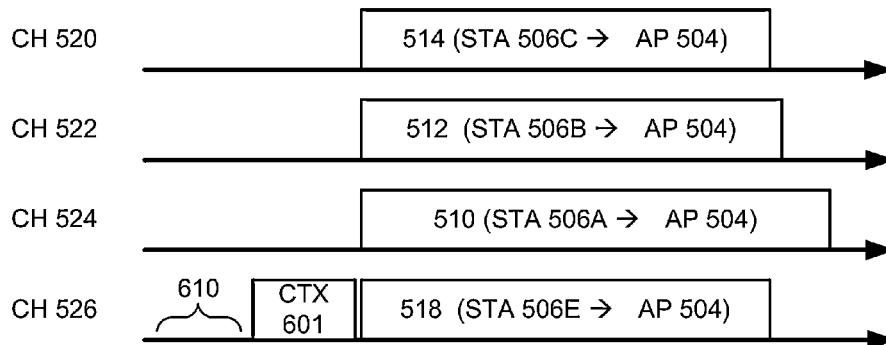 CH 520 514 (STA 506C → AP 504)
CH 522 512 (STA 506B → AP 504)
CH 524 510 (STA 506A → AP 504)
610
CH 526 CTX 601 518 (STA 506E → AP 504)